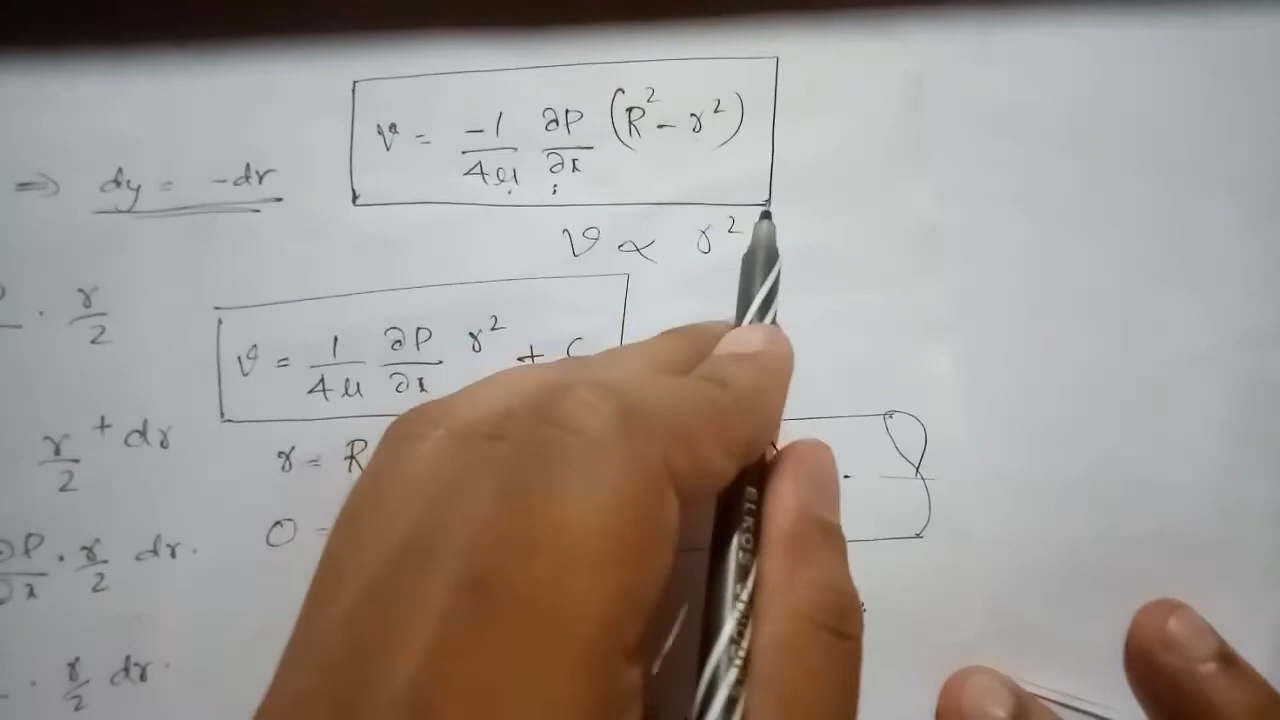 v = -1/4μ ∂P/∂x (R² - r²)
⇒ dy = -dr
v ∝ r²
. r/2
v = 1/4μ ∂P/∂x r² + C
r/2 + dr
r = R
0 =
∂P/∂x . r/2 dr.
. r/2 dr.
ELKOS